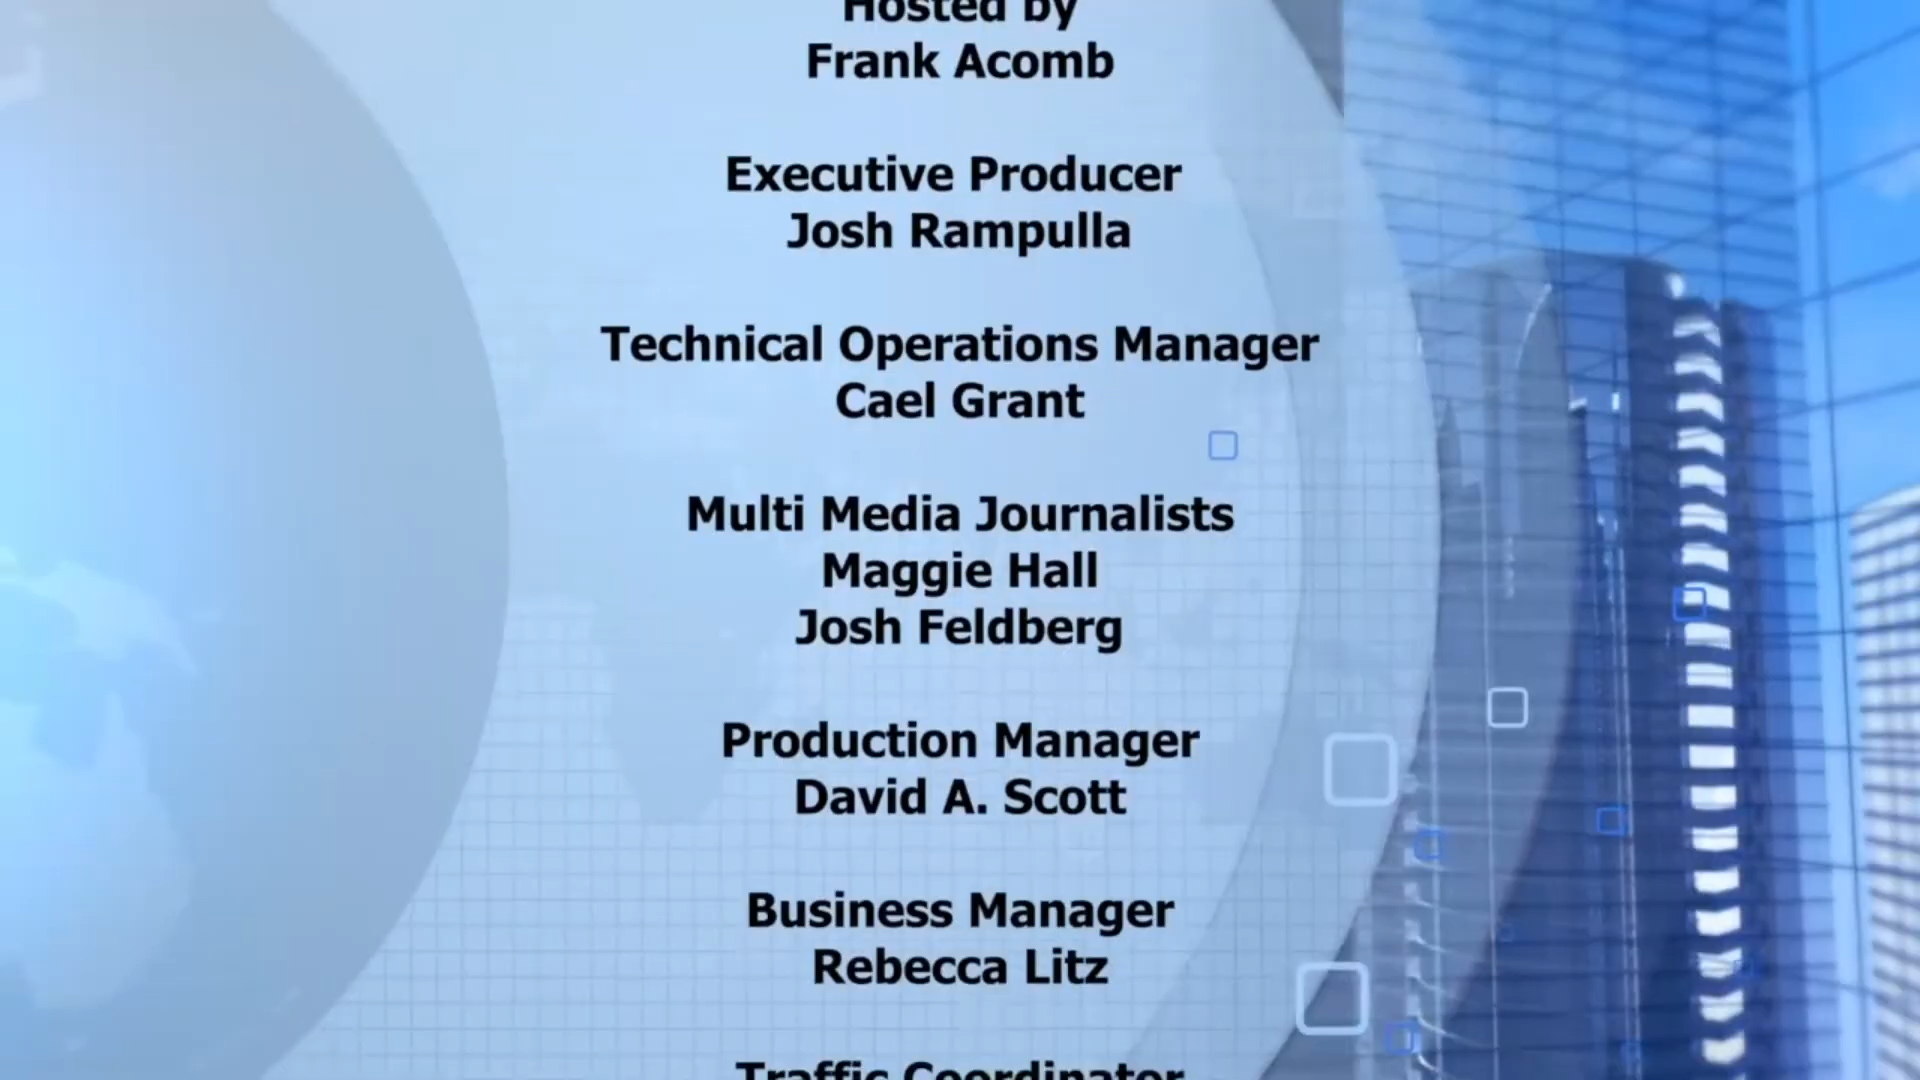 Hosted by
Frank Acomb
Executive Producer
Josh Rampulla
Technical Operations Manager
Cael Grant
Multi Media Journalists
Maggie Hall
Josh Feldberg
Production Manager
David A. Scott
Business Manager
Rebecca Litz
Traffic Coordinator